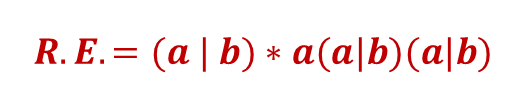 R. E. = (a | b) * a(a|b)(a|b)